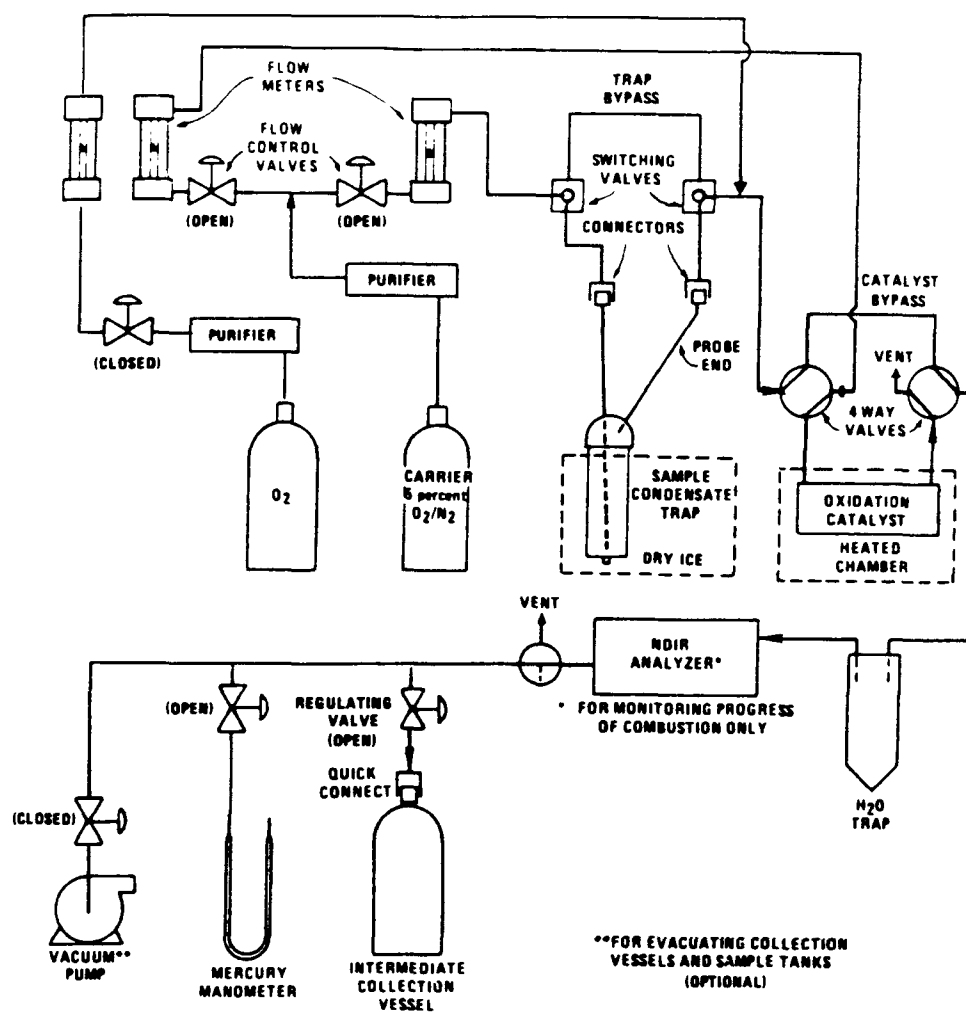 FLOW
METERS
TRAP
BYPASS
FLOW
CONTROL
VALVES
SWITCHING
VALVES
(OPEN)
(OPEN)
CONNECTORS
PURIFIER
CATALYST
BYPASS
PURIFIER
(CLOSED)
PROBE
END
VENT
4 WAY
VALVES
O2
CARRIER
5 percent
O2/N2
SAMPLE
CONDENSATE
TRAP
OXIDATION
CATALYST
DRY ICE
HEATED
CHAMBER
VENT
NDIR
ANALYZER*
(OPEN)
REGULATING
VALVE
(OPEN)
* FOR MONITORING PROGRESS
OF COMBUSTION ONLY
QUICK
CONNECT
H2O
TRAP
(CLOSED)
VACUUM**
PUMP
MERCURY
MANOMETER
INTERMEDIATE
COLLECTION
VESSEL
**FOR EVACUATING COLLECTION
VESSELS AND SAMPLE TANKS
(OPTIONAL)